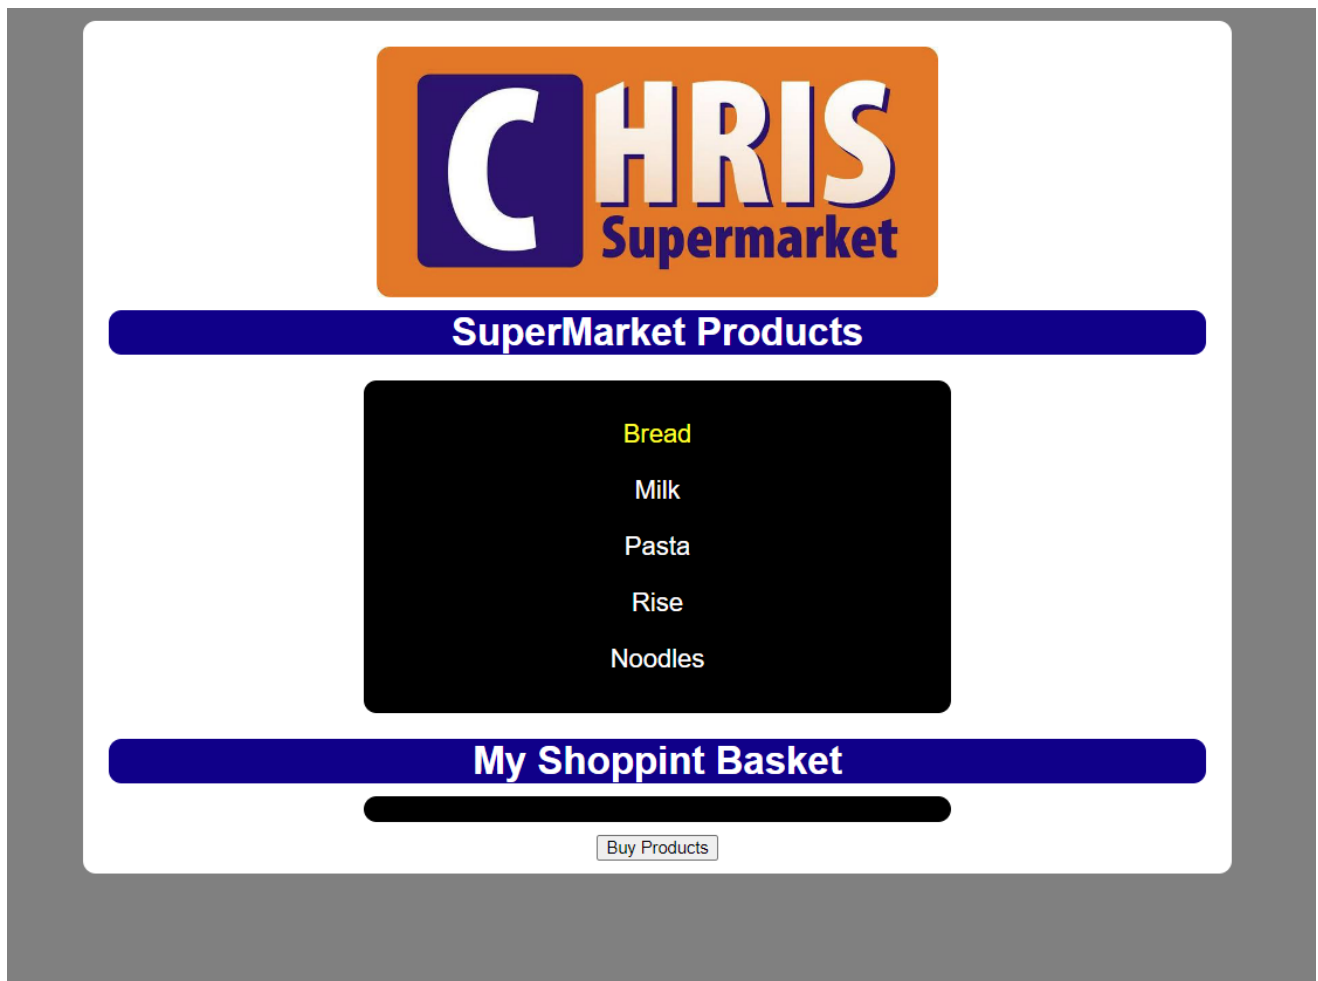 CHRIS
Supermarket
SuperMarket Products
Bread
Milk
Pasta
Rise
Noodles
My Shoppint Basket
Buy Products